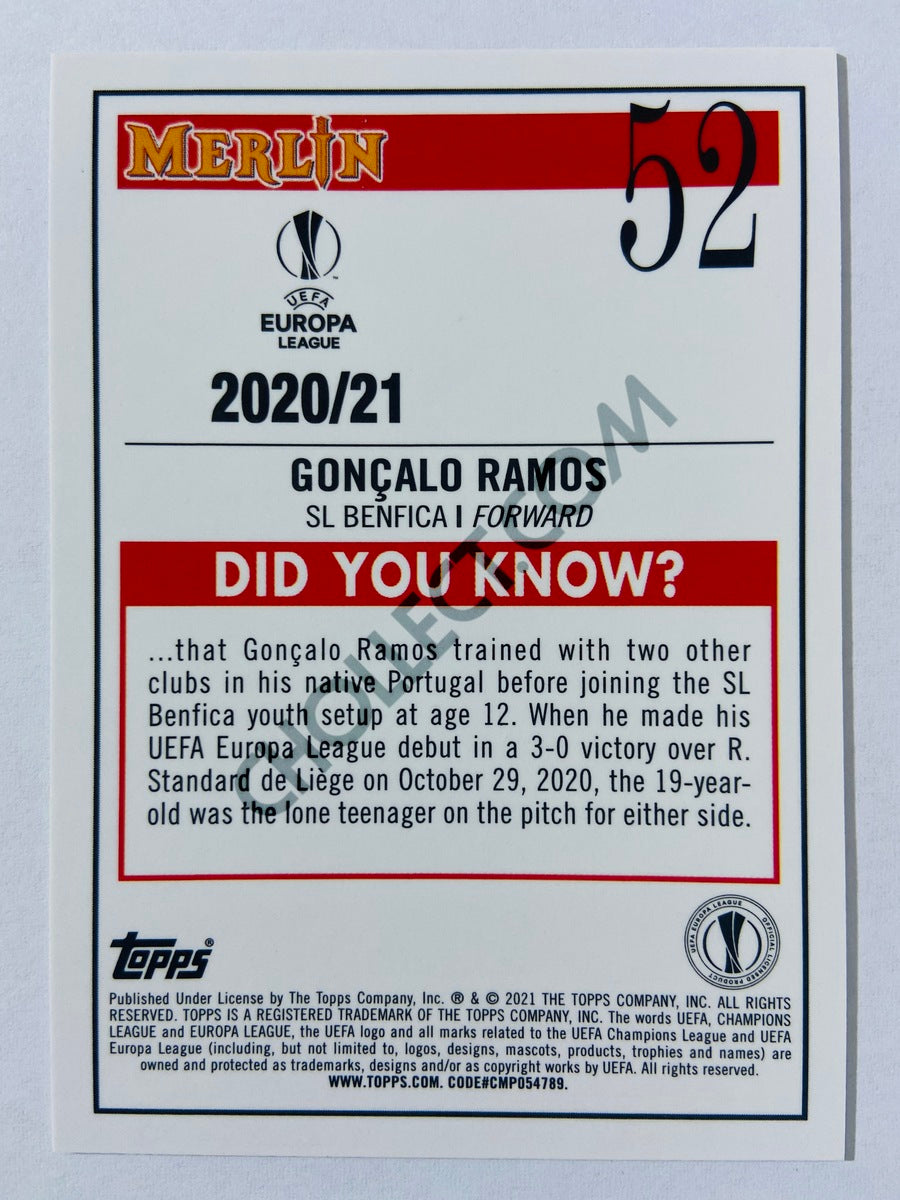 MERLIN
52
UEFA
EUROPA
LEAGUE
2020/21
GONÇALO RAMOS
SL BENFICA | FORWARD
DID YOU KNOW?
...that Gonçalo Ramos trained with two other
clubs in his native Portugal before joining the SL
Benfica youth setup at age 12. When he made his
UEFA Europa League debut in a 3-0 victory over R.
Standard de Liège on October 29, 2020, the 19-year-
old was the lone teenager on the pitch for either side.
CHOLLECT.COM
topps®
UEFA EUROPA LEAGUE
OFFICIAL LICENSED PRODUCT
Published Under License by The Topps Company, Inc. ® & © 2021 THE TOPPS COMPANY, INC. ALL RIGHTS
RESERVED. TOPPS IS A REGISTERED TRADEMARK OF THE TOPPS COMPANY, INC. The words UEFA, CHAMPIONS
LEAGUE and EUROPA LEAGUE, the UEFA logo and all marks related to the UEFA Champions League and UEFA
Europa League (including, but not limited to, logos, designs, mascots, products, trophies and names) are
owned and protected as trademarks, designs and/or as copyright works by UEFA. All rights reserved.
WWW.TOPPS.COM. CODE#CMP054789.